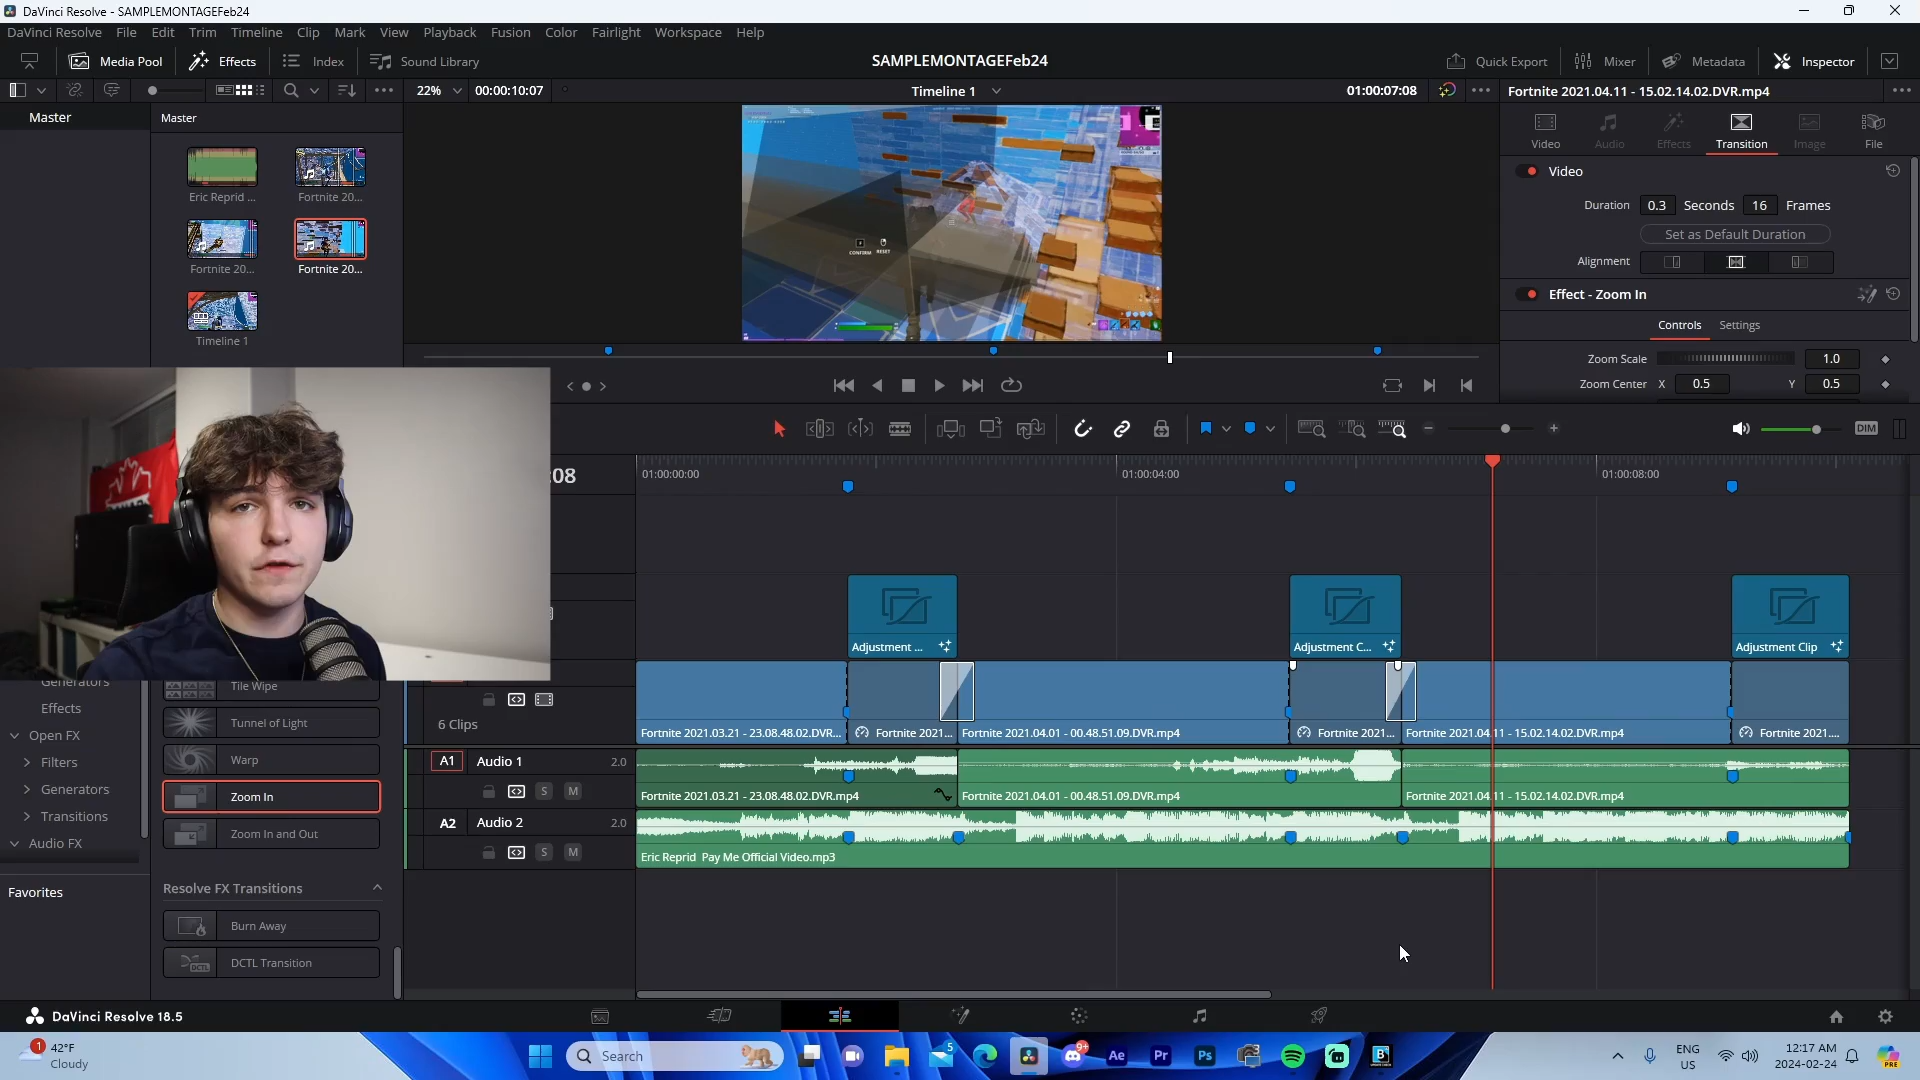 DaVinci Resolve - SAMPLEMONTAGEFeb24
DaVinci Resolve File Edit Trim Timeline Clip Mark View Playback Fusion Color Fairlight Workspace Help
Media Pool Effects Index Sound Library SAMPLEMONTAGEFeb24 Quick Export Mixer Metadata Inspector
22% 00:00:10:07 Timeline 1 01:00:07:08 Fortnite 2021.04.11 - 15.02.14.02.DVR.mp4
Master Master
Video Audio Effects Transition Image File
Eric Reprid ... Fortnite 20...
Fortnite 20... Fortnite 20...
Timeline 1
CONFIRM RESET
Video
Duration 0.3 Seconds 16 Frames
Set as Default Duration
Alignment
Effect - Zoom In
Controls Settings
Zoom Scale 1.0
Zoom Center X 0.5 Y 0.5
DIM
:08 01:00:00:00 01:00:04:00 01:00:08:00
Adjustment ... Adjustment C... Adjustment Clip
6 Clips
Fortnite 2021.03.21 - 23.08.48.02.DVR... Fortnite 2021... Fortnite 2021.04.01 - 00.48.51.09.DVR.mp4 Fortnite 2021... Fortnite 2021.04.11 - 15.02.14.02.DVR.mp4 Fortnite 2021....
A1 Audio 1 2.0
S M
Fortnite 2021.03.21 - 23.08.48.02.DVR.mp4 Fortnite 2021.04.01 - 00.48.51.09.DVR.mp4 Fortnite 2021.04.11 - 15.02.14.02.DVR.mp4
A2 Audio 2 2.0
S M
Eric Reprid Pay Me Official Video.mp3
Generators
Effects
Open FX
Filters
Generators
Transitions
Audio FX
Favorites
Tile Wipe
Tunnel of Light
Warp
Zoom In
Zoom In and Out
Resolve FX Transitions
Burn Away
DCTL DCTL Transition
DaVinci Resolve 18.5
1 42°F
Cloudy
Search
5
9+
Ae Pr Ps
ENG
US
12:17 AM
2024-02-24
PRE